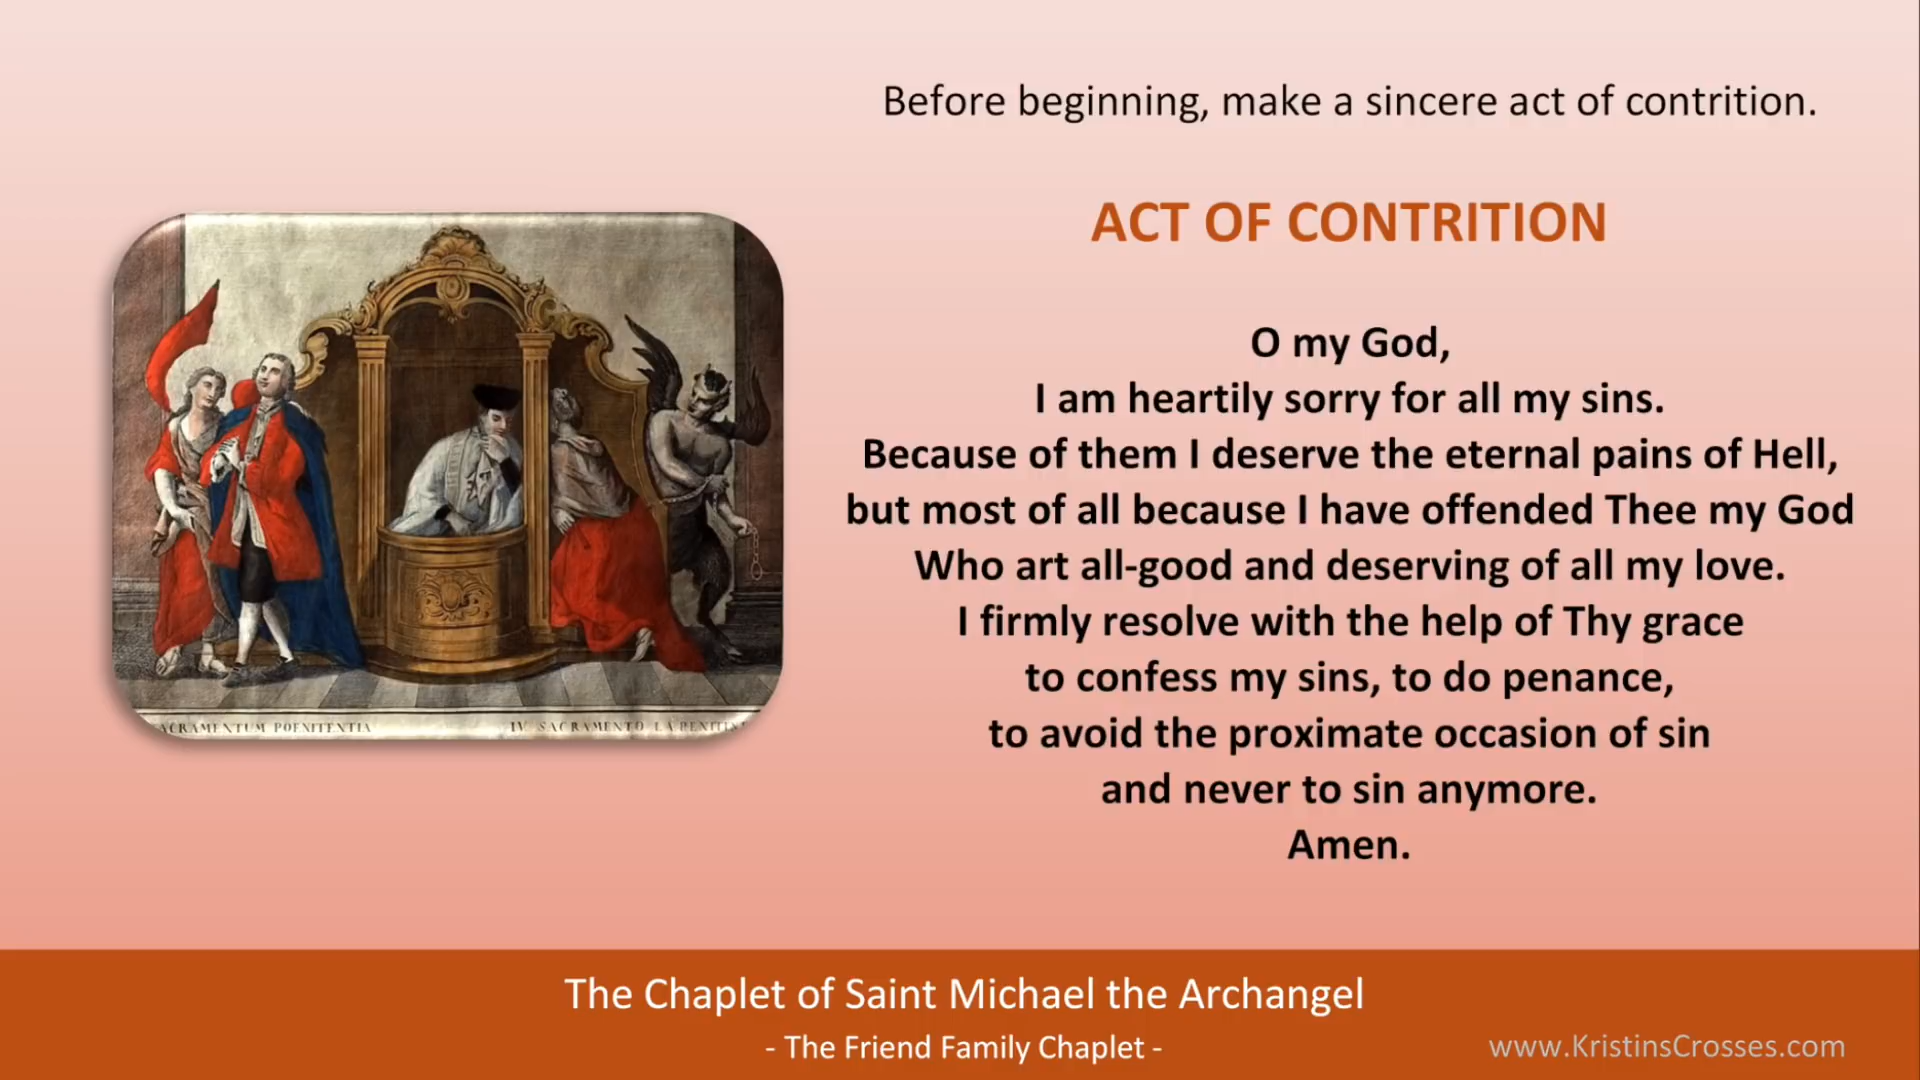 Before beginning, make a sincere act of contrition.
ACT OF CONTRITION
O my God,
I am heartily sorry for all my sins.
Because of them I deserve the eternal pains of Hell,
but most of all because I have offended Thee my God
Who art all-good and deserving of all my love.
I firmly resolve with the help of Thy grace
to confess my sins, to do penance,
to avoid the proximate occasion of sin
and never to sin anymore.
Amen.
POENITENTIA
IV SACRAMENTO LA
The Chaplet of Saint Michael the Archangel
- The Friend Family Chaplet -
www.KristinsCrosses.com